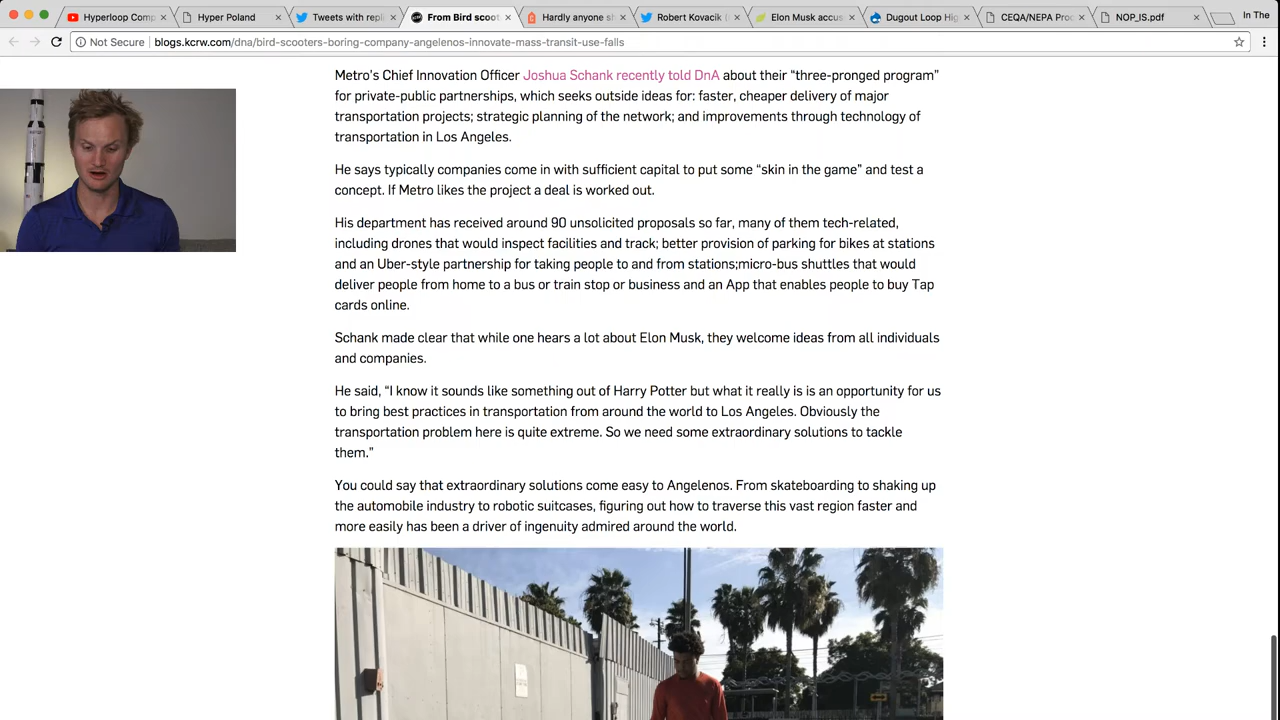 Hyperloop Comp
Hyper Poland
Tweets with repli
From Bird scoot
Hardly anyone sh
Robert Kovacik (
Elon Musk accus
Dugout Loop Hig
CEQA/NEPA Proc
NOP_IS.pdf
In The
Not Secure
blogs.kcrw.com/dna/bird-scooters-boring-company-angelenos-innovate-mass-transit-use-falls
Metro's Chief Innovation Officer Joshua Schank recently told DnA about their “three-pronged program”
for private-public partnerships, which seeks outside ideas for: faster, cheaper delivery of major
transportation projects; strategic planning of the network; and improvements through technology of
transportation in Los Angeles.
He says typically companies come in with sufficient capital to put some “skin in the game” and test a
concept. If Metro likes the project a deal is worked out.
His department has received around 90 unsolicited proposals so far, many of them tech-related,
including drones that would inspect facilities and track; better provision of parking for bikes at stations
and an Uber-style partnership for taking people to and from stations;micro-bus shuttles that would
deliver people from home to a bus or train stop or business and an App that enables people to buy Tap
cards online.
Schank made clear that while one hears a lot about Elon Musk, they welcome ideas from all individuals
and companies.
He said, “I know it sounds like something out of Harry Potter but what it really is is an opportunity for us
to bring best practices in transportation from around the world to Los Angeles. Obviously the
transportation problem here is quite extreme. So we need some extraordinary solutions to tackle
them.”
You could say that extraordinary solutions come easy to Angelenos. From skateboarding to shaking up
the automobile industry to robotic suitcases, figuring out how to traverse this vast region faster and
more easily has been a driver of ingenuity admired around the world.